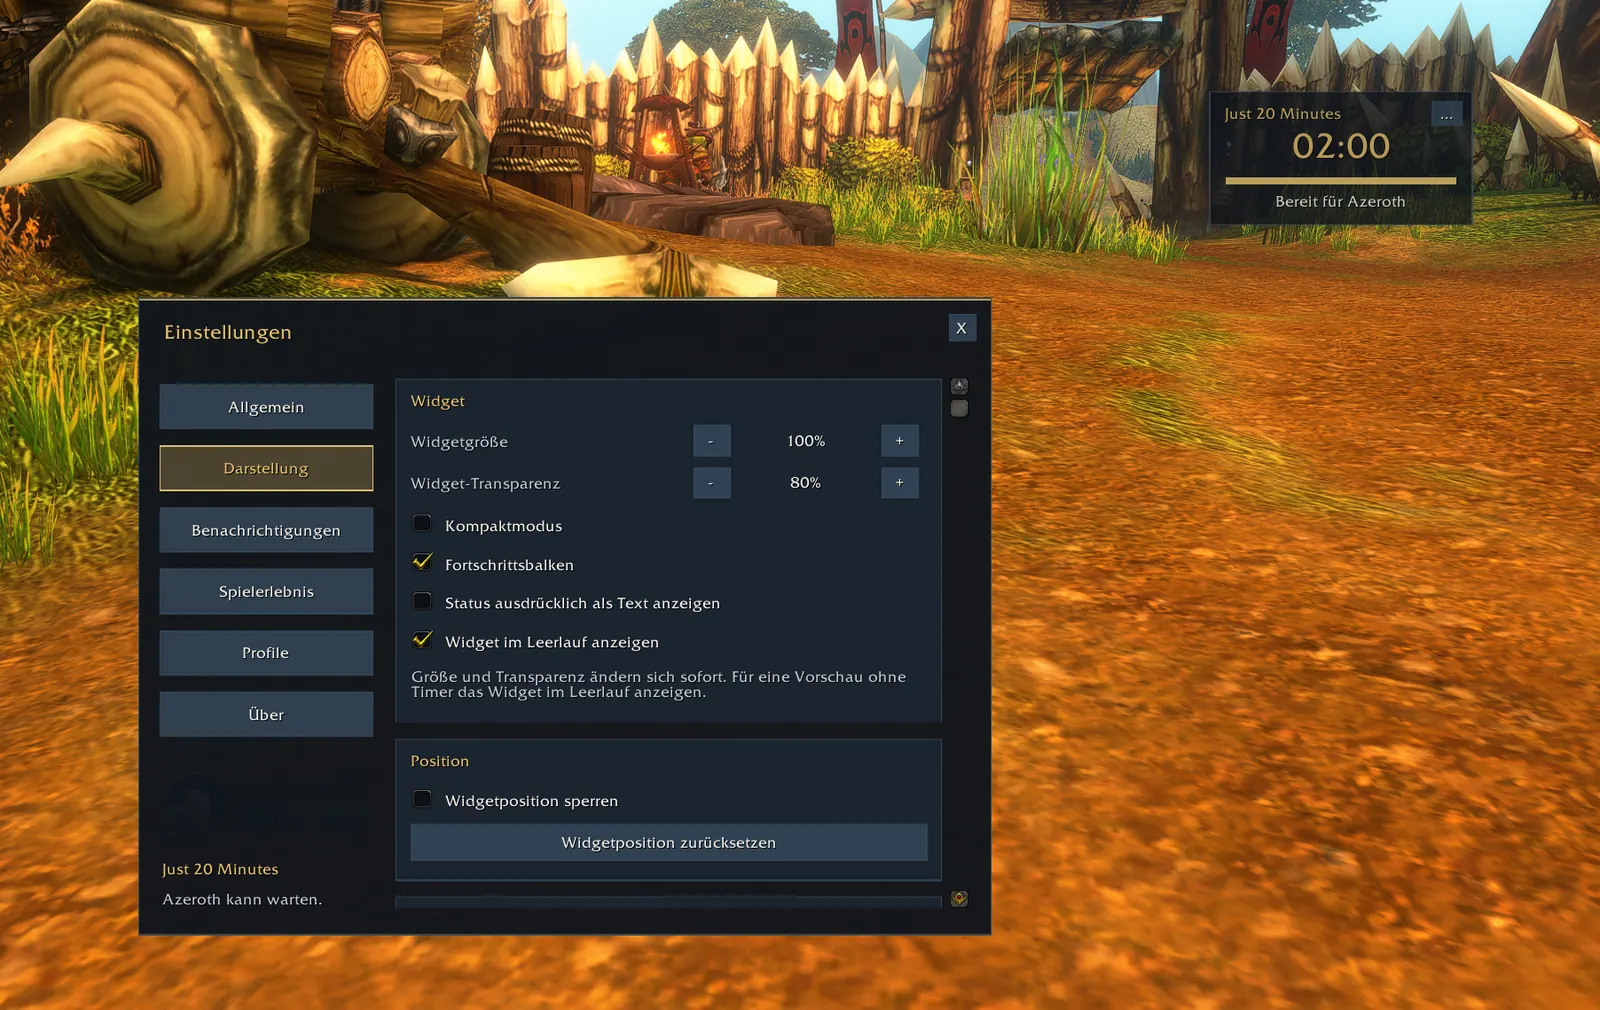 Just 20 Minutes
...
02:00
Bereit für Azeroth
Einstellungen
X
Allgemein
Darstellung
Benachrichtigungen
Spielerlebnis
Profile
Über
Just 20 Minutes
Azeroth kann warten.
Widget
Widgetgröße - 100% +
Widget-Transparenz - 80% +
Kompaktmodus
Fortschrittsbalken
Status ausdrücklich als Text anzeigen
Widget im Leerlauf anzeigen
Größe und Transparenz ändern sich sofort. Für eine Vorschau ohne
Timer das Widget im Leerlauf anzeigen.
Position
Widgetposition sperren
Widgetposition zurücksetzen